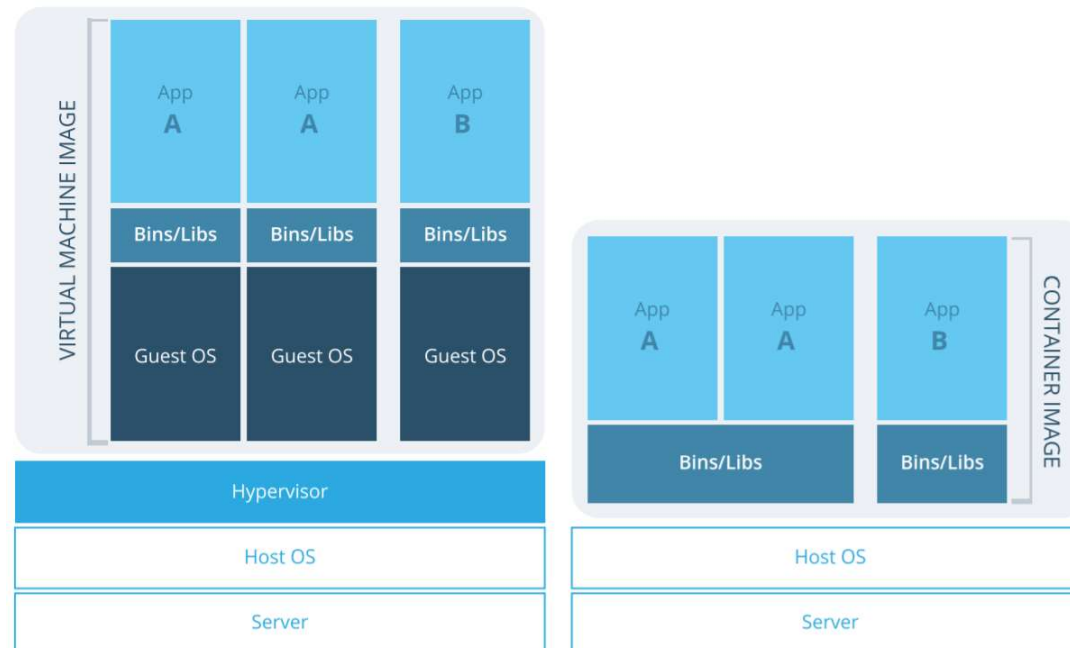 VIRTUAL MACHINE IMAGE
App
A
App
A
App
B
Bins/Libs
Bins/Libs
Bins/Libs
Guest OS
Guest OS
Guest OS
Hypervisor
Host OS
Server
App
A
App
A
App
B
CONTAINER IMAGE
Bins/Libs
Bins/Libs
Host OS
Server